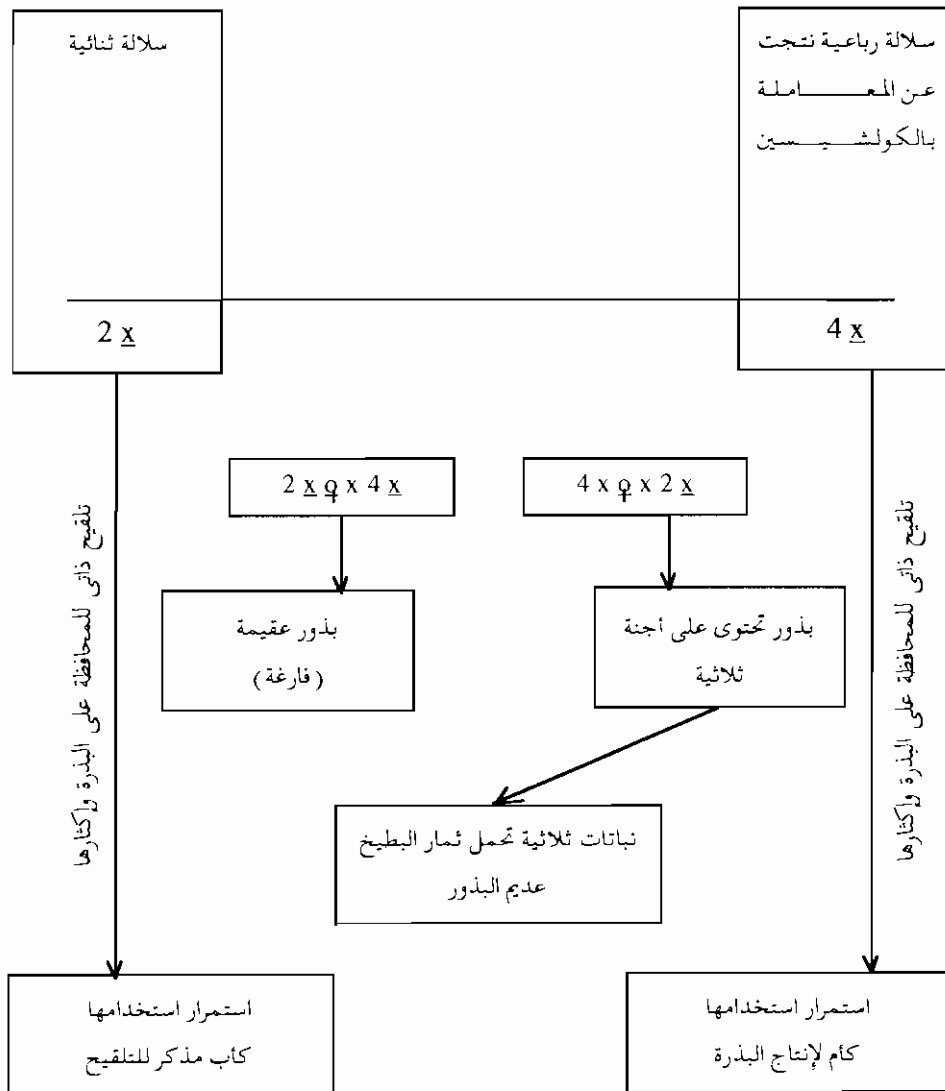 سلالة رباعية نتجت
عن المعاملة
بالكولشيسين
4 x
سلالة ثنائية
2 x
4 x ♀ x 2 x
2 x ♀ x 4 x
بذور تحتوى على أجنة
ثلاثية
بذور عقيمة
(فارغة)
نباتات ثلاثية تحمل ثمار البطيخ
عديم البذور
تلقيح ذاتى للمحافظة على البذرة وإكثارها
تلقيح ذاتى للمحافظة على البذرة وإكثارها
استمرار استخدامها
كأم لإنتاج البذرة
استمرار استخدامها
كأب مذكر للتلقيح